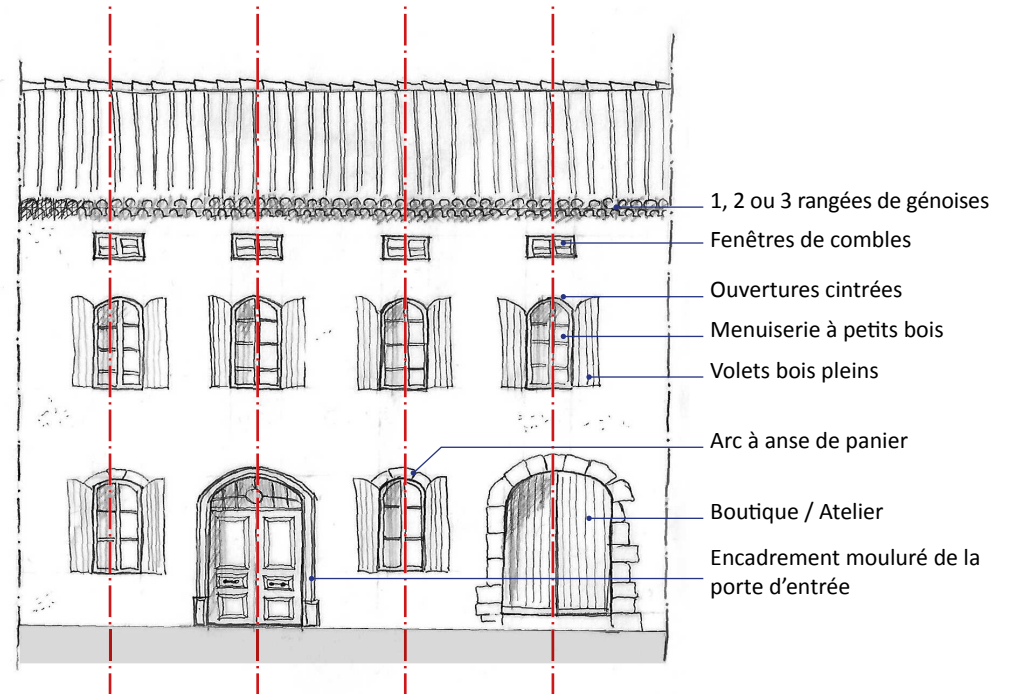 1, 2 ou 3 rangées de génoises
Fenêtres de combles
Ouvertures cintrées
Menuiserie à petits bois
Volets bois pleins
Arc à anse de panier
Boutique / Atelier
Encadrement mouluré de la
porte d’entrée